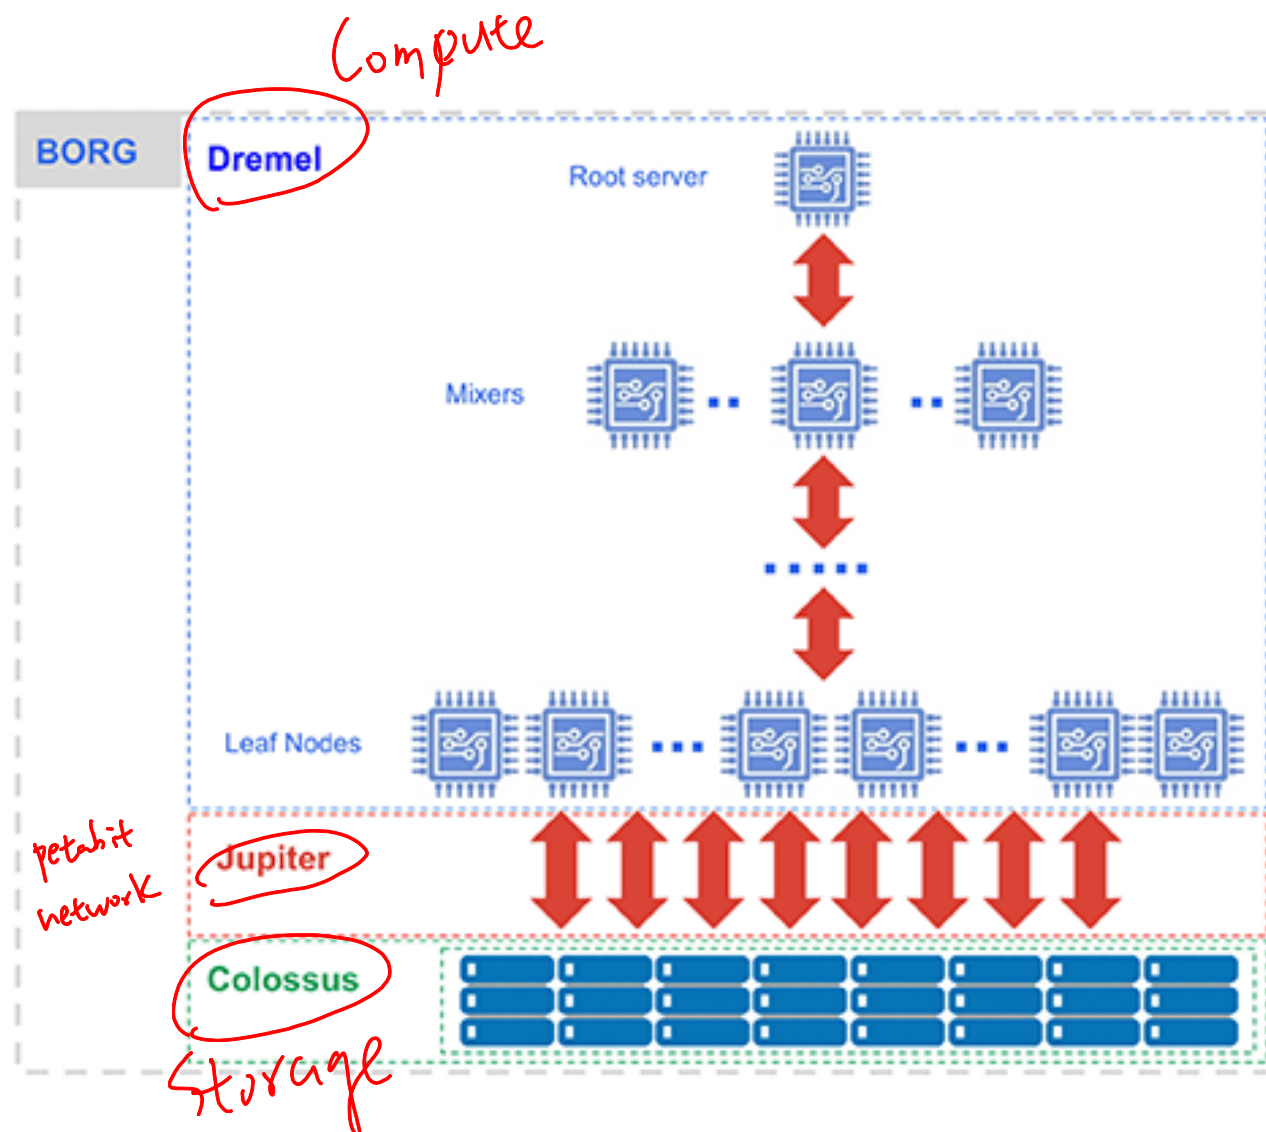 Compute
BORG
Dremel
Root server
Mixers
Leaf Nodes
petabit
network
Jupiter
Colossus
Storage